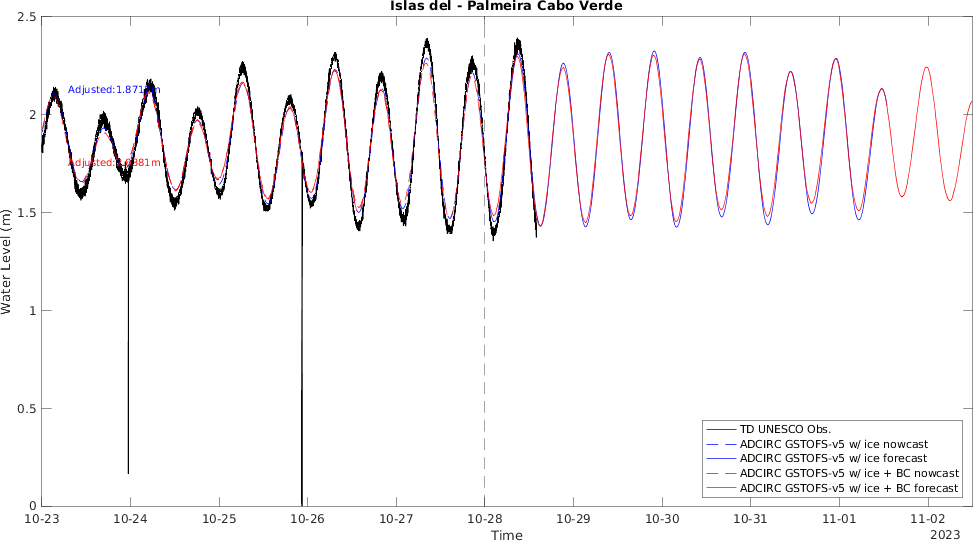 Islas del - Palmeira Cabo Verde
2.5
2
1.5
1
0.5
0
Water Level (m)
Adjusted:
Adjusted:
10-23 10-24 10-25 10-26 10-27 10-28 10-29 10-30 10-31 11-01 11-02
2023
Time
TD UNESCO Obs.
ADCIRC GSTOFS-v5 w/ ice nowcast
ADCIRC GSTOFS-v5 w/ ice forecast
ADCIRC GSTOFS-v5 w/ ice + BC nowcast
ADCIRC GSTOFS-v5 w/ ice + BC forecast